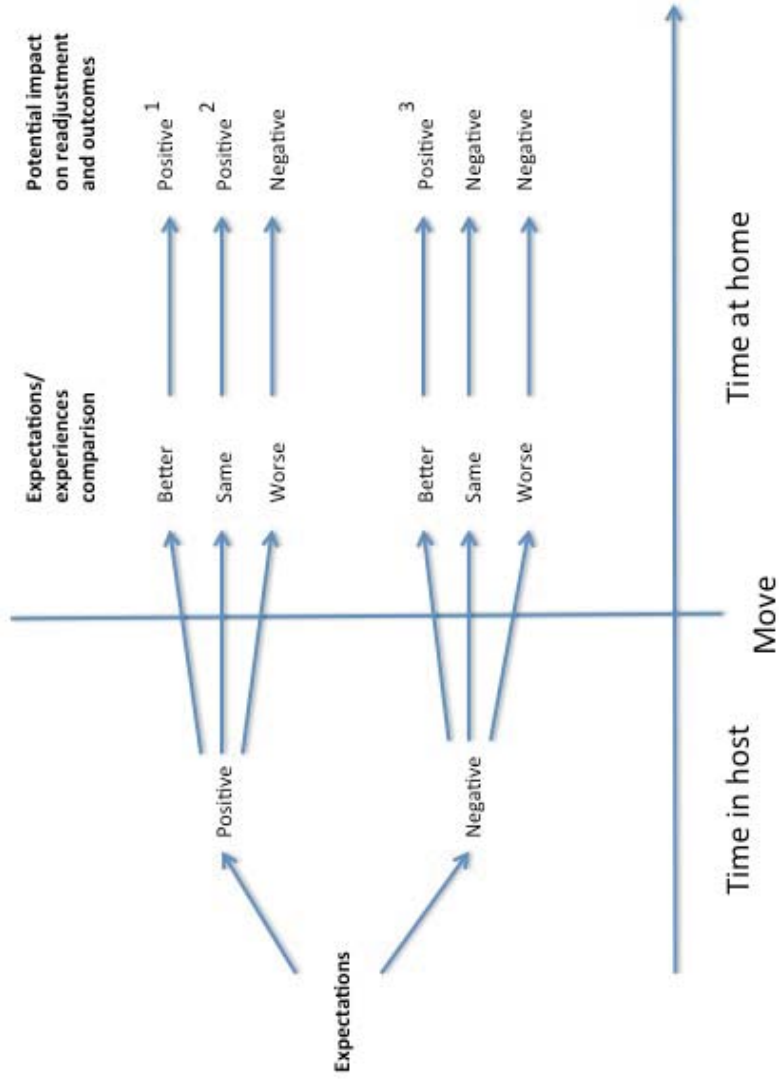 Expectations/
experiences
comparison
Potential impact
on readjustment
and outcomes
Expectations
Positive
Better
Positive 1
Same
Positive 2
Worse
Negative
Negative
Better
Positive 3
Same
Negative
Worse
Negative
Time in host
Move
Time at home